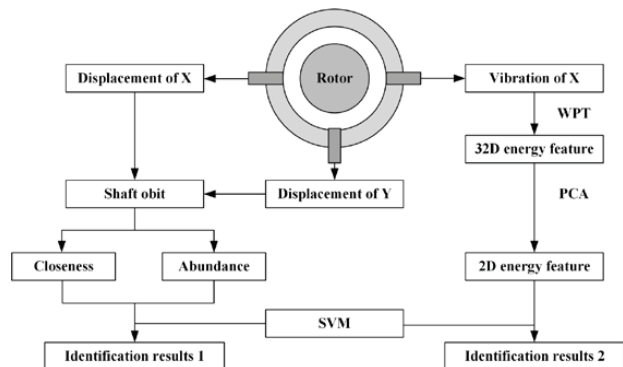 Displacement of X
Rotor
Vibration of X
WPT
32D energy feature
Shaft obit
Displacement of Y
PCA
Closeness
Abundance
2D energy feature
SVM
Identification results 1
Identification results 2